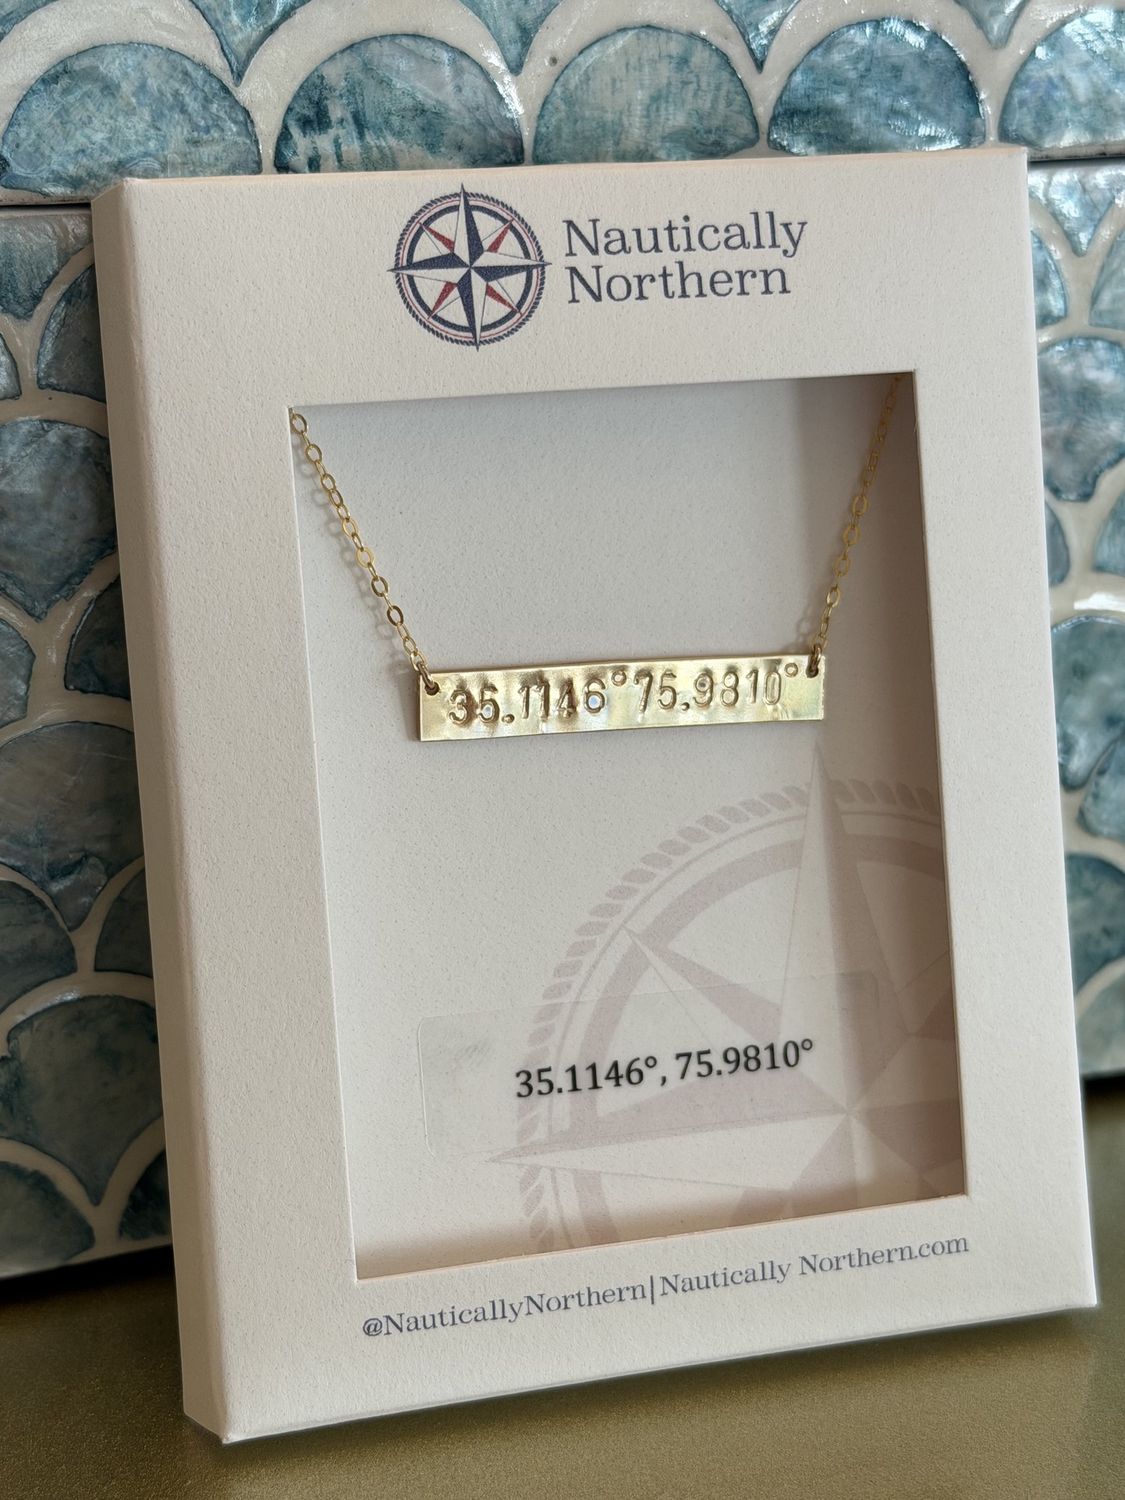 Nautically
Northern
35.1146° 75.9810°
35.1146°, 75.9810°
@NauticallyNorthern|Nautically Northern.com